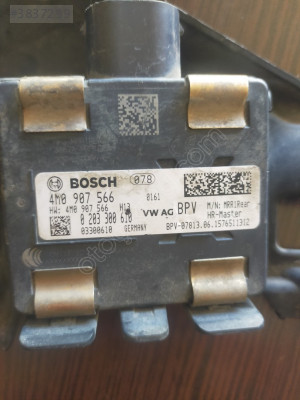 BOSCH 078
4M0 907 566 0161
HW: 4M0 907 566 H13 VW AG BPV M/N: MRR1Rear
0 203 300 610 HR-Master
03300610 GERMANY BPV-07013.06.1576511312